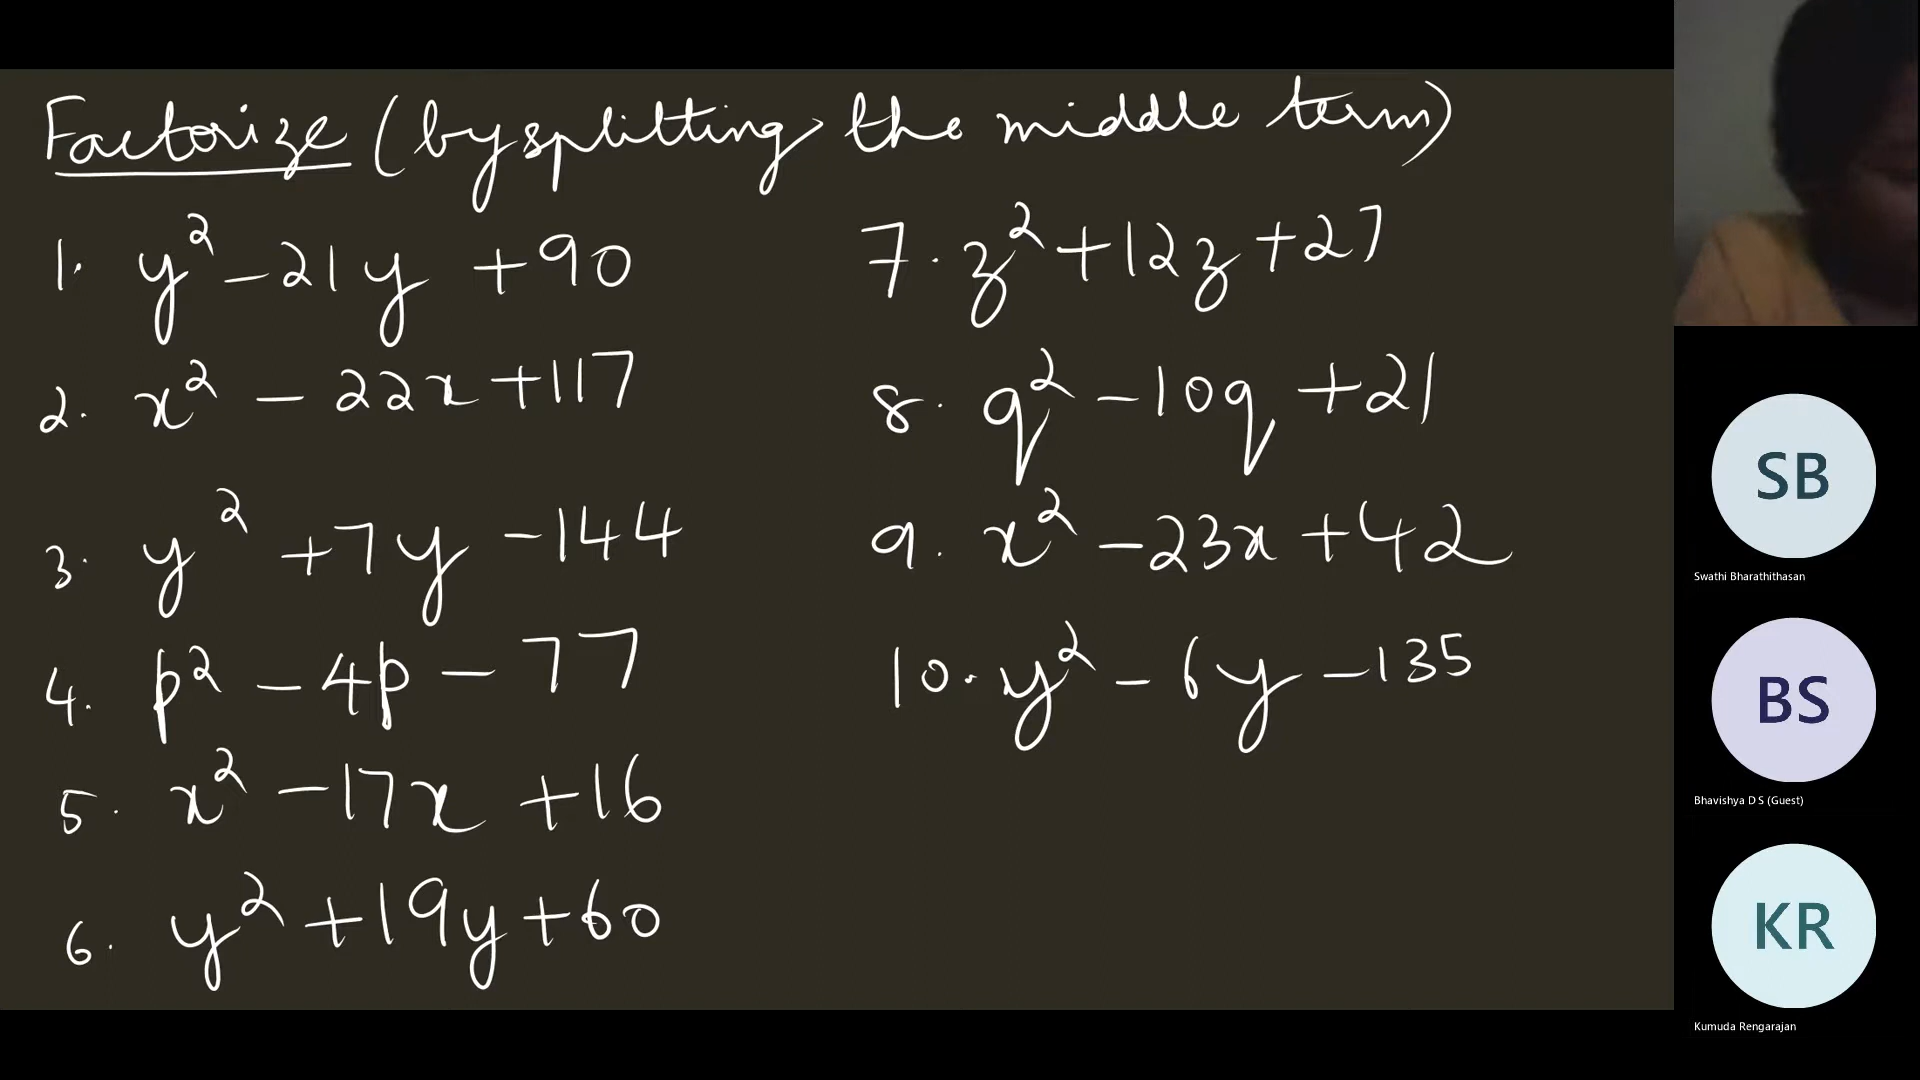 Factorize (by splitting the middle term)
1. y² - 21y + 90
2. x² - 22x + 117
3. y² + 7y - 144
4. p² - 4p - 77
5. x² - 17x + 16
6. y² + 19y + 60
7. z² + 12z + 27
8. q² - 10q + 21
9. x² - 23x + 42
10. y² - 6y - 135
SB
Swathi Bharathithasan
BS
Bhavishya D S (Guest)
KR
Kumuda Rengarajan